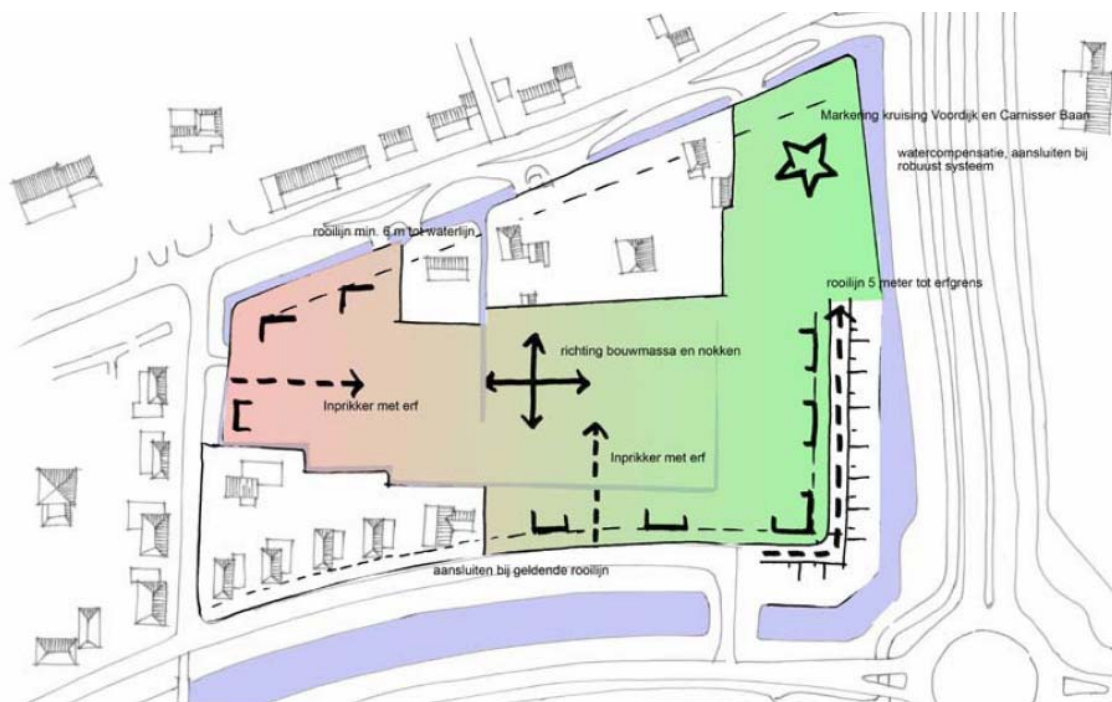 Markering kruising Voordijk en Carnisser Baan
watercompensatie, aansluiten bij
robuust systeem
rooilijn min. 6 m tot waterlijn
rooilijn 5 meter tot erfgrens
richting bouwmassa en nokken
Inprikker met erf
Inprikker met erf
aansluiten bij geldende rooilijn